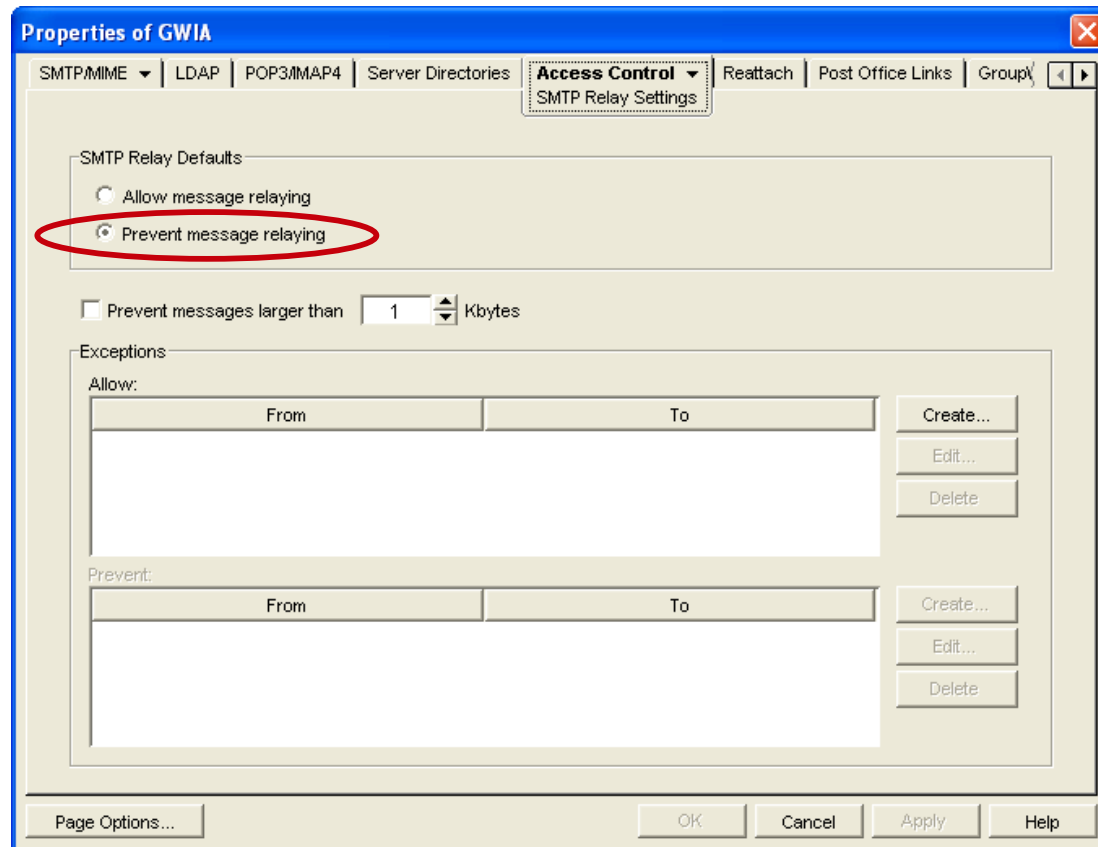 Properties of GWIA
SMTP/MIME LDAP POP3/IMAP4 Server Directories Access Control Reattach Post Office Links Group
SMTP Relay Settings
SMTP Relay Defaults
Allow message relaying
Prevent message relaying
Prevent messages larger than 1 Kbytes
Exceptions
Allow:
From To Create...
Edit...
Delete
Prevent:
From To Create...
Edit...
Delete
Page Options... OK Cancel Apply Help